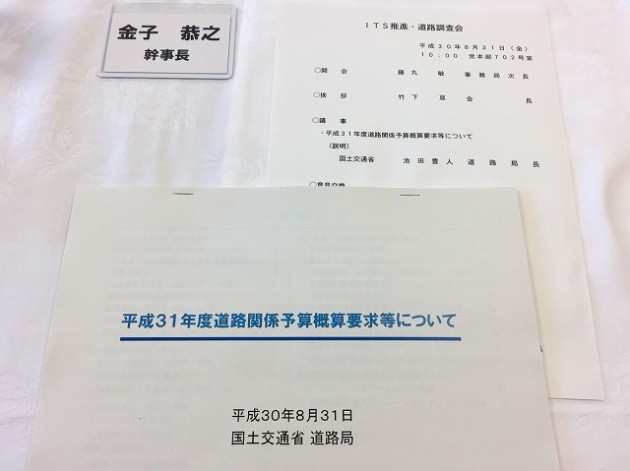 金子 恭之
幹事長
ITS推進・道路調査会
平成30年8月31日(金)
10:00 党本部702号室
○開 会 藤丸 敏 事務局次長
○挨 拶 竹下 亘 会 長
○議 事
・平成31年度道路関係予算概算要求等について
(説明)
国土交通省 池田豊人 道路局長
○意見交換
平成31年度道路関係予算概算要求等について
平成30年8月31日
国土交通省 道路局